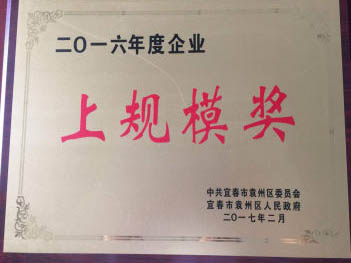 二〇一六年度企业
上规模奖
中共宜春市袁州区委员会
宜春市袁州区人民政府
二〇一七年二月